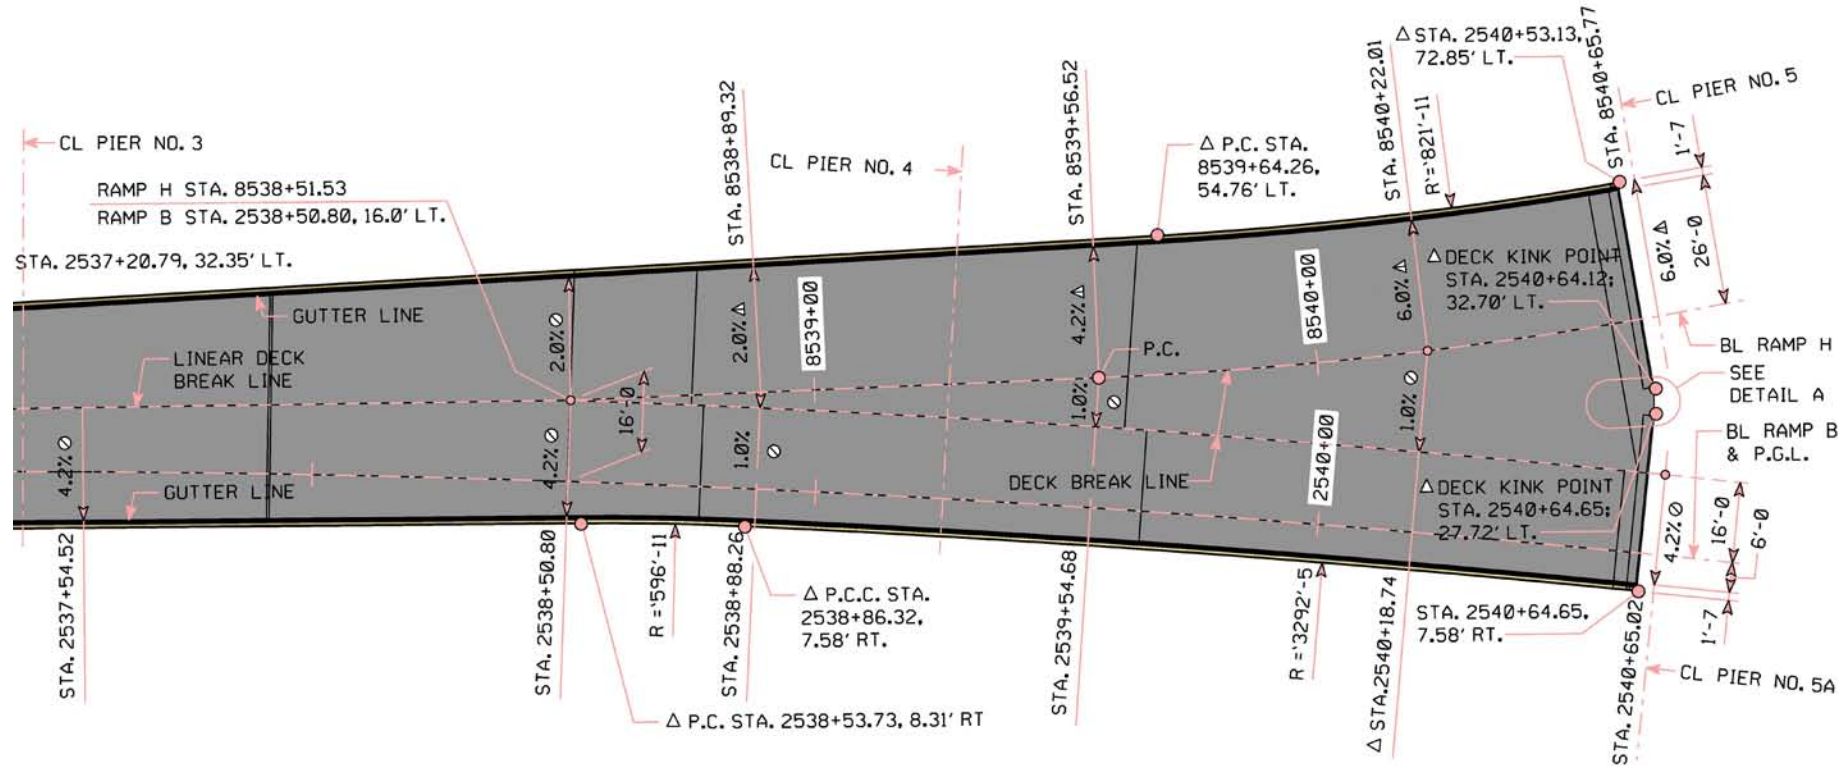 CL PIER NO. 3
RAMP H STA. 8538+51.53
RAMP B STA. 2538+50.80, 16.0' LT.
STA. 2537+20.79, 32.35' LT.
GUTTER LINE
LINEAR DECK
BREAK LINE
4.2%
GUTTER LINE
STA. 2537+54.52
2.0%
4.2%
16'-0
STA. 2538+50.80
R ='596'-11
STA. 8538+89.32
2.0% Δ
1.0%
STA. 2538+88.26
8539+00
CL PIER NO. 4
Δ P.C.C. STA.
2538+86.32,
7.58' RT.
Δ P.C. STA. 2538+53.73, 8.31' RT
STA. 8539+56.52
4.2% Δ
1.0%
P.C.
Δ P.C. STA.
8539+64.26,
54.76' LT.
DECK BREAK LINE
STA. 2539+54.68
8540+00
2540+00
R ='3292'-5
STA. 8540+22.01
R='821'-11
6.0% Δ
1.0%
Δ STA.2540+18.74
Δ STA. 2540+53.13,
72.85' LT.
STA. 8540+65.77
CL PIER NO. 5
1'-7
6.0% Δ
26'-0
Δ DECK KINK POINT
STA. 2540+64.12;
32.70' LT.
BL RAMP H
SEE
DETAIL A
BL RAMP B
& P.G.L.
Δ DECK KINK POINT
STA. 2540+64.65;
27.72' LT.
4.2%
16'-0
6'-0
1'-7
STA. 2540+64.65,
7.58' RT.
STA. 2540+65.02
CL PIER NO. 5A